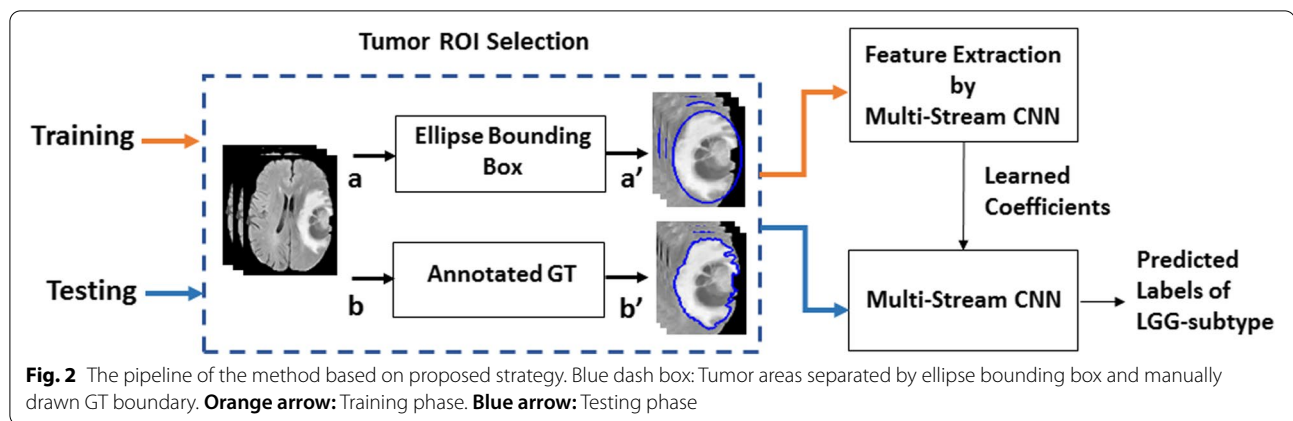 Tumor ROI Selection
Training
Testing
a
Ellipse Bounding
Box
a’
b
Annotated GT
b’
Feature Extraction
by
Multi-Stream CNN
Learned
Coefficients
Multi-Stream CNN
Predicted
Labels of
LGG-subtype
Fig. 2 The pipeline of the method based on proposed strategy. Blue dash box: Tumor areas separated by ellipse bounding box and manually
drawn GT boundary. Orange arrow: Training phase. Blue arrow: Testing phase